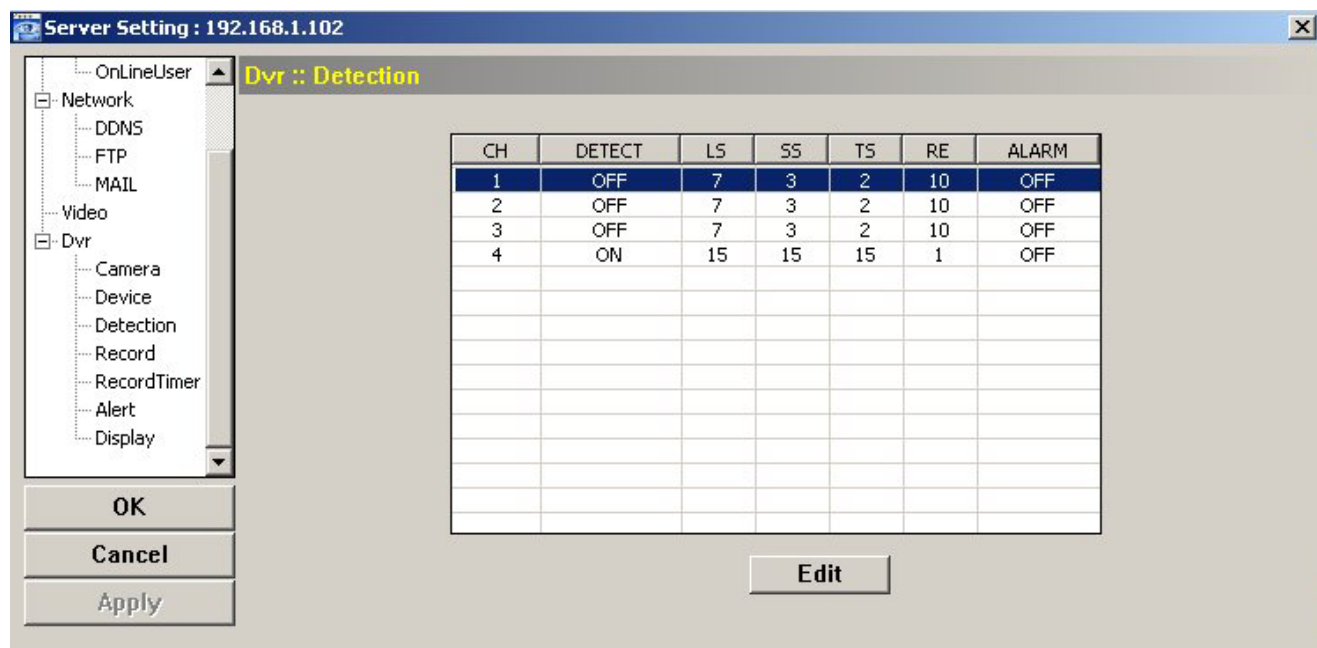 Server Setting : 192.168.1.102
OnLineUser
Network
DDNS
FTP
MAIL
Video
Dvr
Camera
Device
Detection
Record
RecordTimer
Alert
Display
OK
Cancel
Apply
Dvr :: Detection
CH DETECT LS SS TS RE ALARM
1 OFF 7 3 2 10 OFF
2 OFF 7 3 2 10 OFF
3 OFF 7 3 2 10 OFF
4 ON 15 15 15 1 OFF
Edit